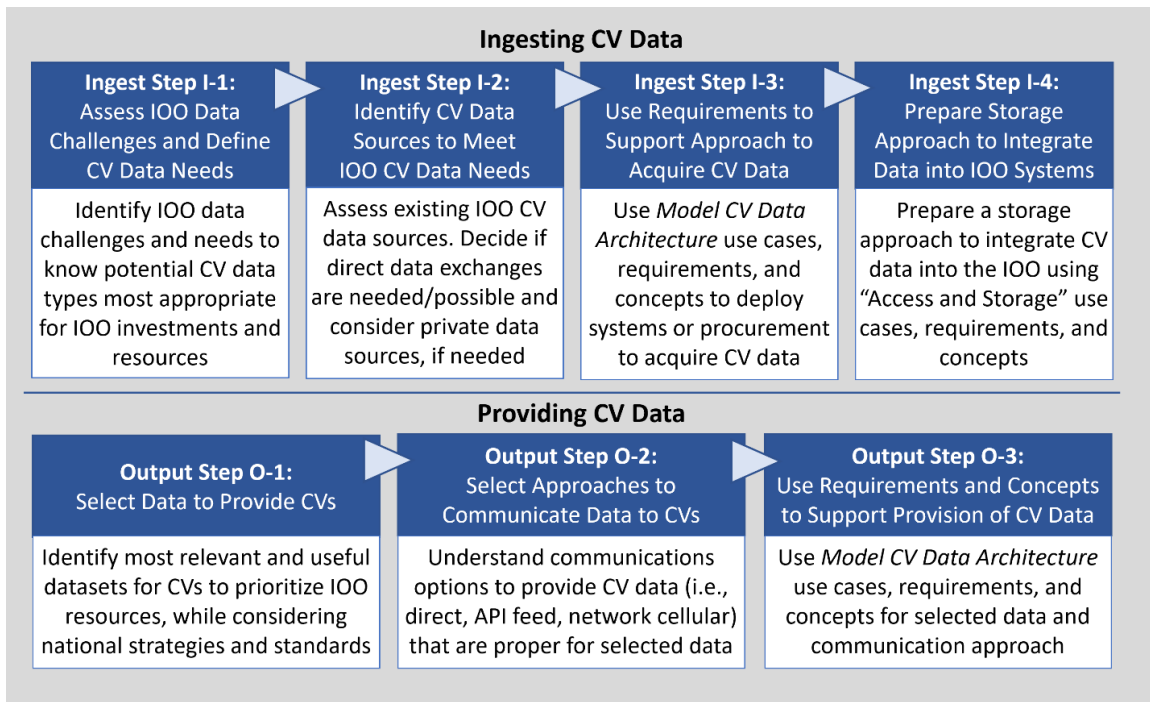 Ingesting CV Data
Ingest Step I-1:
Assess IOO Data
Challenges and Define
CV Data Needs
Identify IOO data
challenges and needs to
know potential CV data
types most appropriate
for IOO investments and
resources
Ingest Step I-2:
Identify CV Data
Sources to Meet
IOO CV Data Needs
Assess existing IOO CV
data sources. Decide if
direct data exchanges
are needed/possible and
consider private data
sources, if needed
Ingest Step I-3:
Use Requirements to
Support Approach to
Acquire CV Data
Use Model CV Data
Architecture use cases,
requirements, and
concepts to deploy
systems or procurement
to acquire CV data
Ingest Step I-4:
Prepare Storage
Approach to Integrate
Data into IOO Systems
Prepare a storage
approach to integrate CV
data into the IOO using
“Access and Storage” use
cases, requirements, and
concepts
Providing CV Data
Output Step O-1:
Select Data to Provide CVs
Identify most relevant and useful
datasets for CVs to prioritize IOO
resources, while considering
national strategies and standards
Output Step O-2:
Select Approaches to
Communicate Data to CVs
Understand communications
options to provide CV data (i.e.,
direct, API feed, network cellular)
that are proper for selected data
Output Step O-3:
Use Requirements and Concepts
to Support Provision of CV Data
Use Model CV Data Architecture
use cases, requirements, and
concepts for selected data and
communication approach